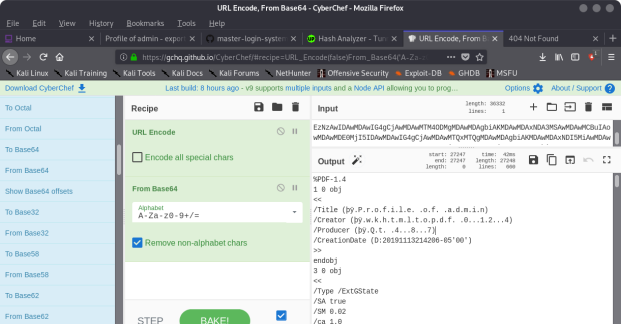 URL Encode, From Base64 - CyberChef - Mozilla Firefox
File Edit View History Bookmarks Tools Help
Home
Profile of admin - export
master-login-system
Hash Analyzer - Tun
URL Encode, From B
404 Not Found
https://gchq.github.io/CyberChef/#recipe=URL_Encode(false)From_Base64('A-Za-
Kali Linux Kali Training Kali Tools Kali Docs Kali Forums NetHunter Offensive Security Exploit-DB GHDB MSFU
Download CyberChef Last build: 8 hours ago - v9 supports multiple inputs and a Node API allowing you to prog... Options About / Support
To Octal
From Octal
To Base64
From Base64
Show Base64 offsets
To Base32
From Base32
To Base58
From Base58
To Base62
From Base62
Recipe
URL Encode
Encode all special chars
From Base64
Alphabet
A-Za-z0-9+/=
Remove non-alphabet chars
STEP
BAKE!
Input
length: 36332
lines: 1
Output
start: 27247 time: 42ms
end: 27247 length: 27248
length: 0 lines: 660
%PDF-1.4
1 0 obj
<<
/Title (þÿ.P.r.o.f.i.l.e. .o.f. .a.d.m.i.n)
/Creator (þÿ.w.k.h.t.m.l.t.o.p.d.f. .0...1.2...4)
/Producer (þÿ.Q.t. .4...8...7)
/CreationDate (D:20191113214206-05'00')
>>
endobj
3 0 obj
<<
/Type /ExtGState
/SA true
/SM 0.02
/ca 1.0